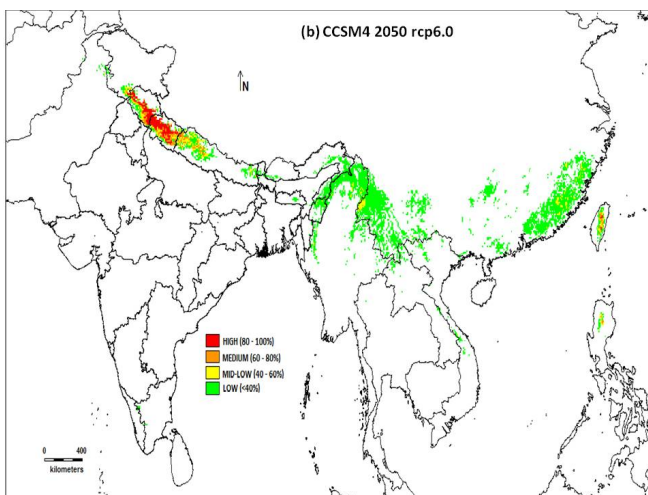 (b) CCSM4 2050 rcp6.0
N
HIGH (80 - 100%)
MEDIUM (60 - 80%)
MID-LOW (40 - 60%)
LOW (<40%)
0 400
kilometers